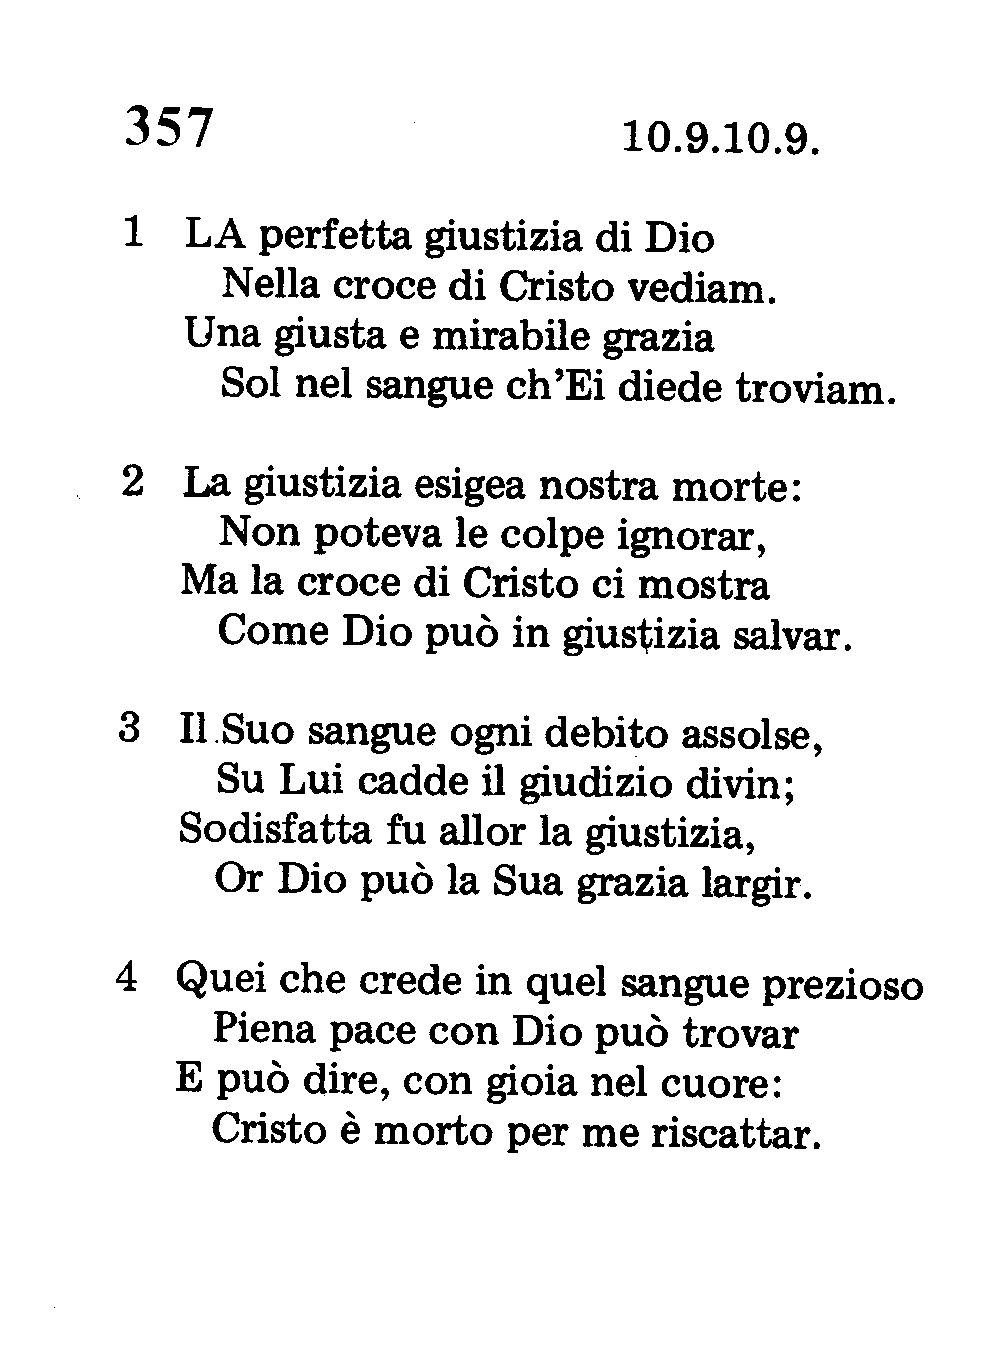 357 10.9.10.9.
1 LA perfetta giustizia di Dio
Nella croce di Cristo vediam.
Una giusta e mirabile grazia
Sol nel sangue ch'Ei diede troviam.
2 La giustizia esigea nostra morte:
Non poteva le colpe ignorar,
Ma la croce di Cristo ci mostra
Come Dio può in giustizia salvar.
3 Il Suo sangue ogni debito assolse,
Su Lui cadde il giudizio divin;
Sodisfatta fu allor la giustizia,
Or Dio può la Sua grazia largir.
4 Quei che crede in quel sangue prezioso
Piena pace con Dio può trovar
E può dire, con gioia nel cuore:
Cristo è morto per me riscattar.